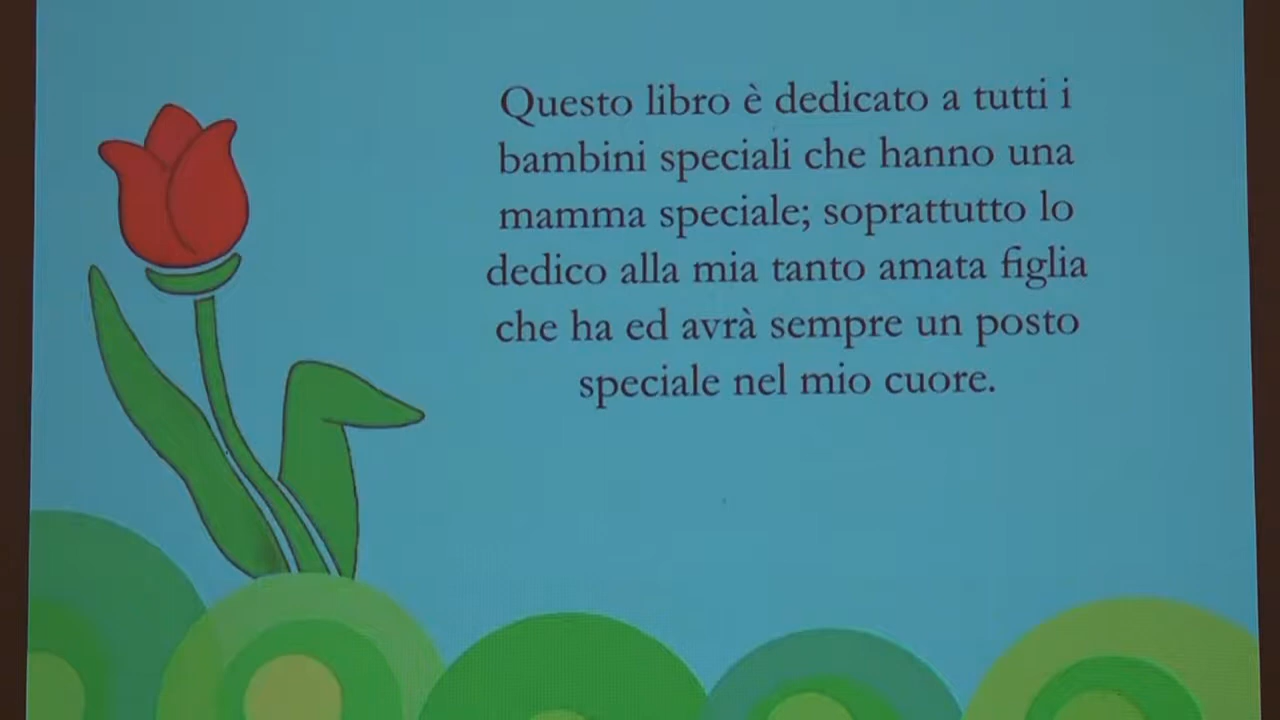 Questo libro è dedicato a tutti i
bambini speciali che hanno una
mamma speciale; soprattutto lo
dedico alla mia tanto amata figlia
che ha ed avrà sempre un posto
speciale nel mio cuore.